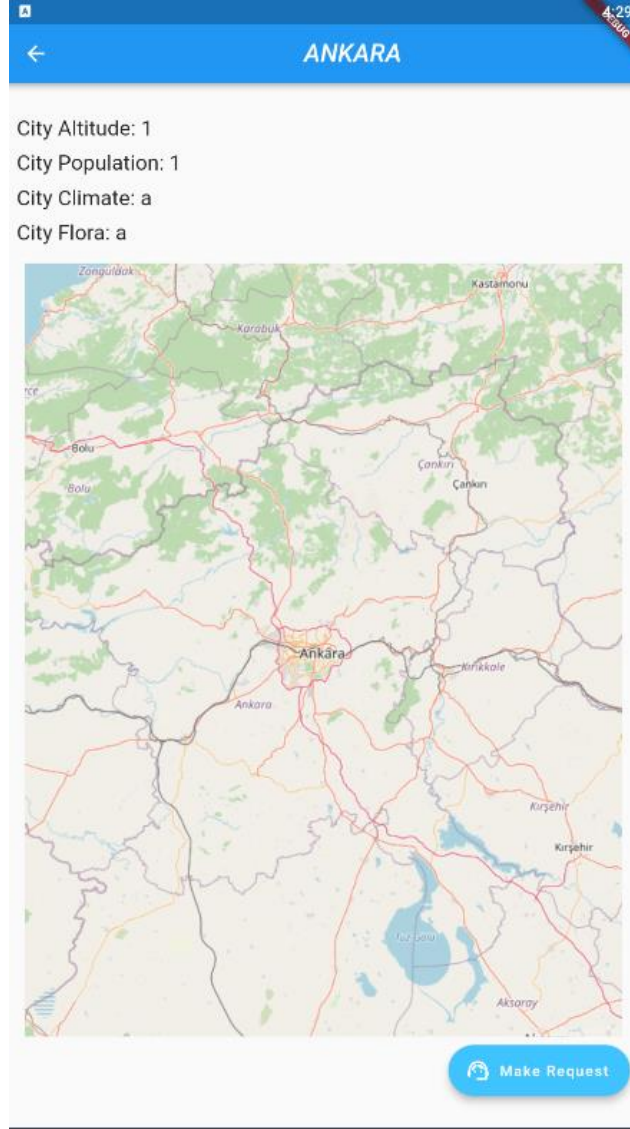 A
4:29
DEBUG
ANKARA
City Altitude: 1
City Population: 1
City Climate: a
City Flora: a
Zonguldak
Kastamonu
Karabük
Bolu
Çankırı
Bolu
Çankırı
Ankara
Kırıkkale
Ankara
Kırşehir
Kırşehir
Tuz Gölü
Aksaray
Make Request